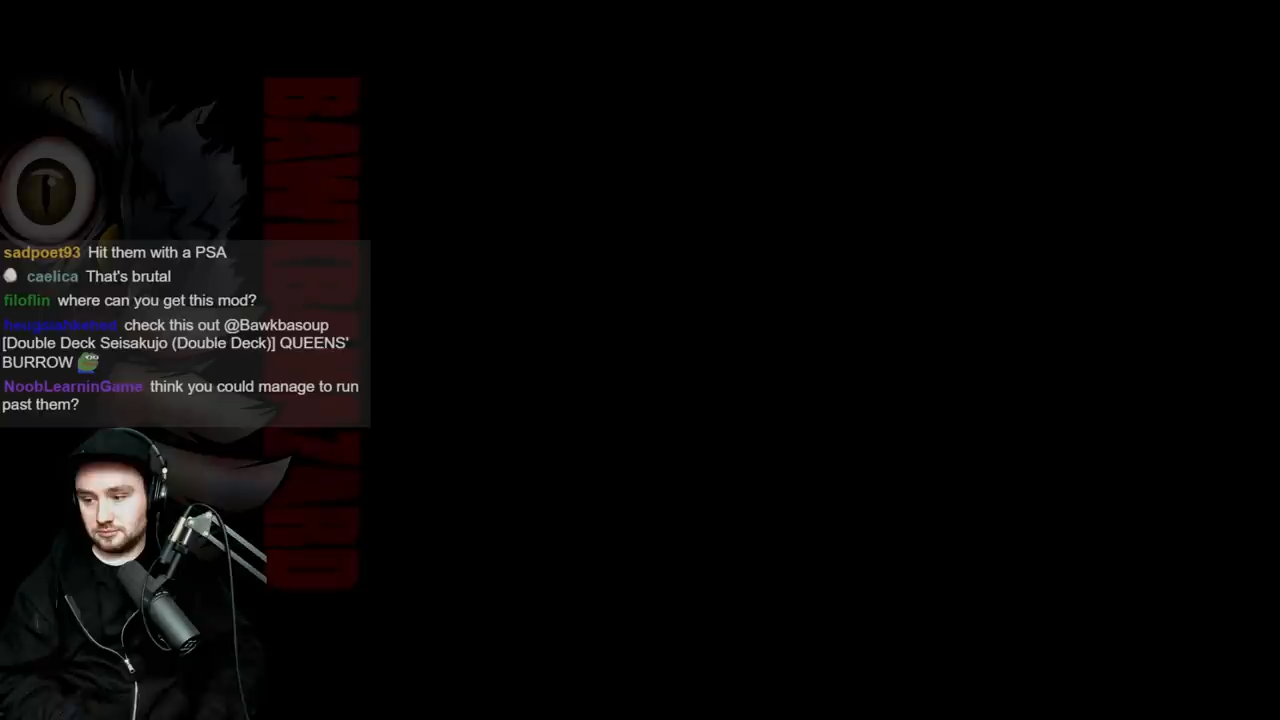 sadpoet93 Hit them with a PSA
caelica That's brutal
filoflin where can you get this mod?
check this out @Bawkbasoup
[Double Deck Seisakujo (Double Deck)] QUEENS'
BURROW
NoobLearninGame think you could manage to run
past them?